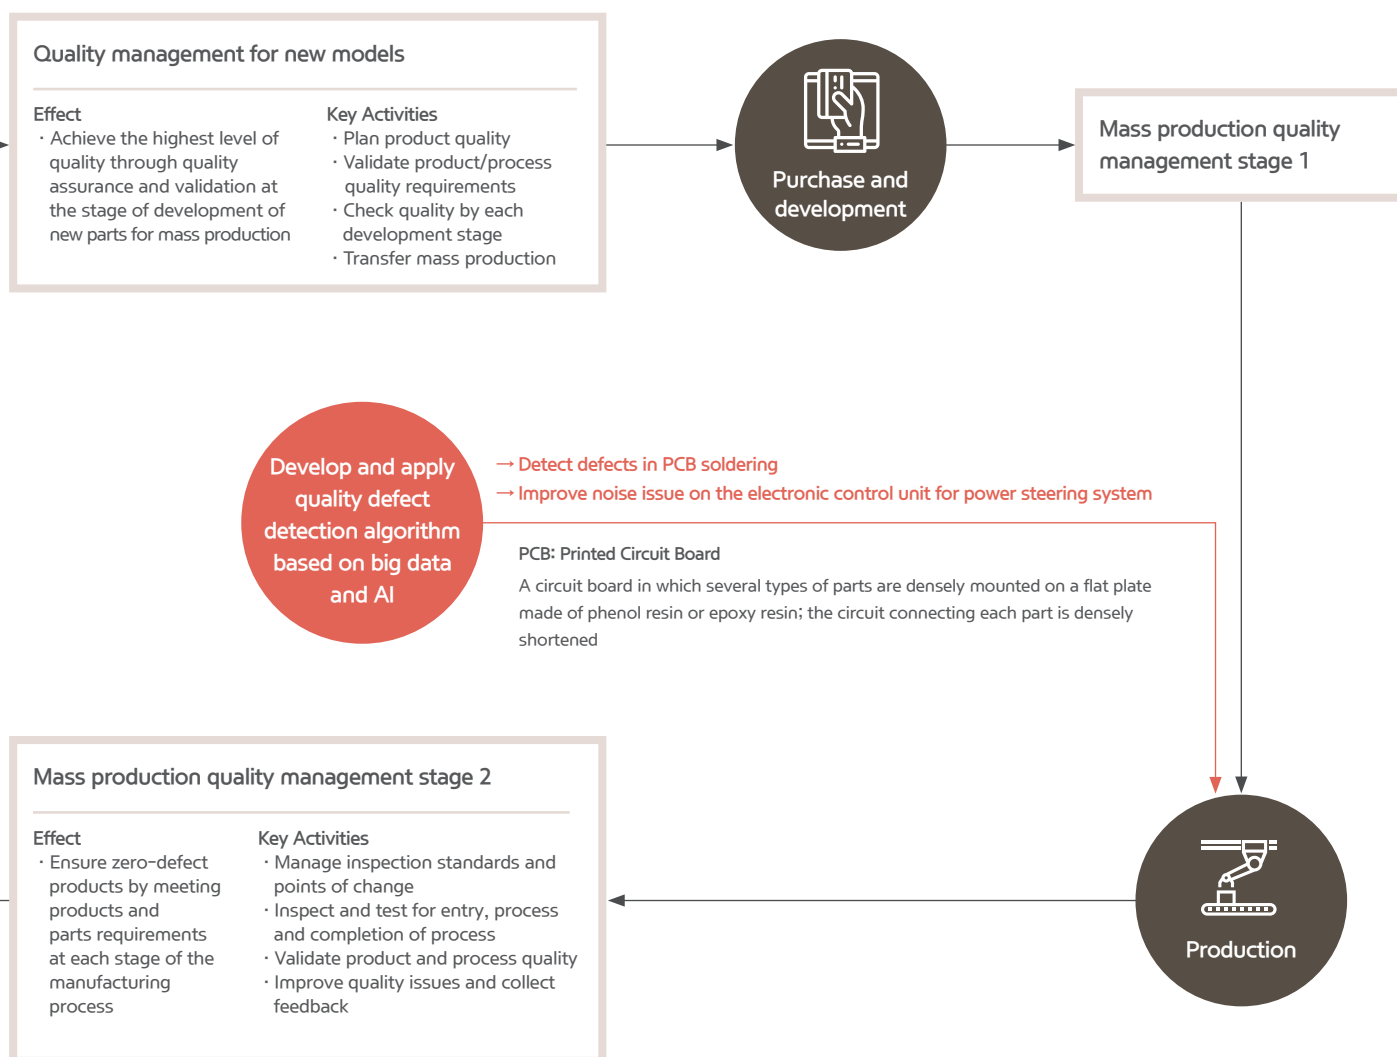 Quality management for new models
Effect
· Achieve the highest level of
quality through quality
assurance and validation at
the stage of development of
new parts for mass production
Key Activities
· Plan product quality
· Validate product/process
quality requirements
· Check quality by each
development stage
· Transfer mass production
Purchase and
development
Mass production quality
management stage 1
Develop and apply
quality defect
detection algorithm
based on big data
and AI
→ Detect defects in PCB soldering
→ Improve noise issue on the electronic control unit for power steering system
PCB: Printed Circuit Board
A circuit board in which several types of parts are densely mounted on a flat plate
made of phenol resin or epoxy resin; the circuit connecting each part is densely
shortened
Mass production quality management stage 2
Effect
· Ensure zero-defect
products by meeting
products and
parts requirements
at each stage of the
manufacturing
process
Key Activities
· Manage inspection standards and
points of change
· Inspect and test for entry, process
and completion of process
· Validate product and process quality
· Improve quality issues and collect
feedback
Production